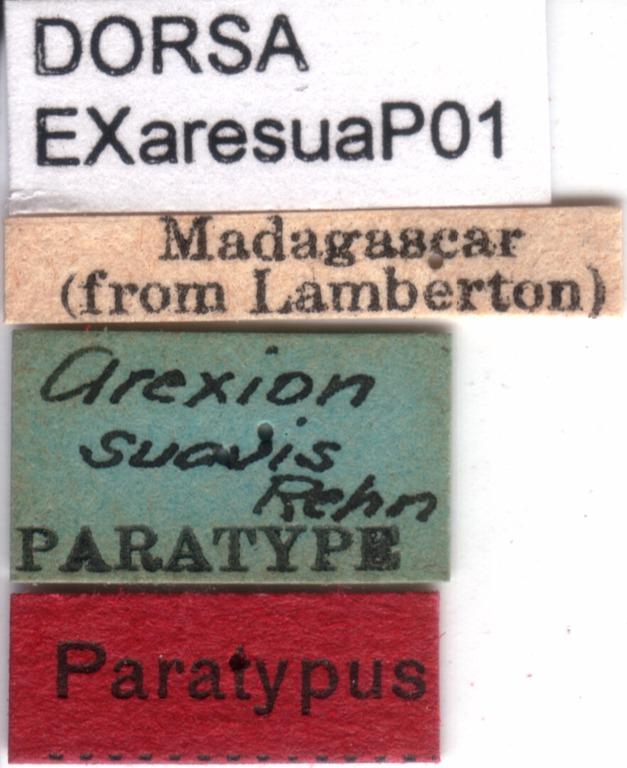 DORSA
EXaresuaP01
Madagascar
(from Lamberton)
Arexion
suavis
Rehn
PARATYPE
Paratypus